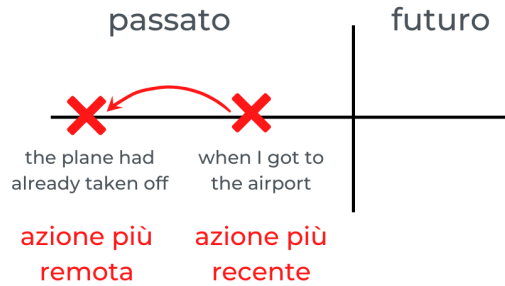 passato
futuro
the plane had
already taken off
when I got to
the airport
azione più
remota
azione più
recente